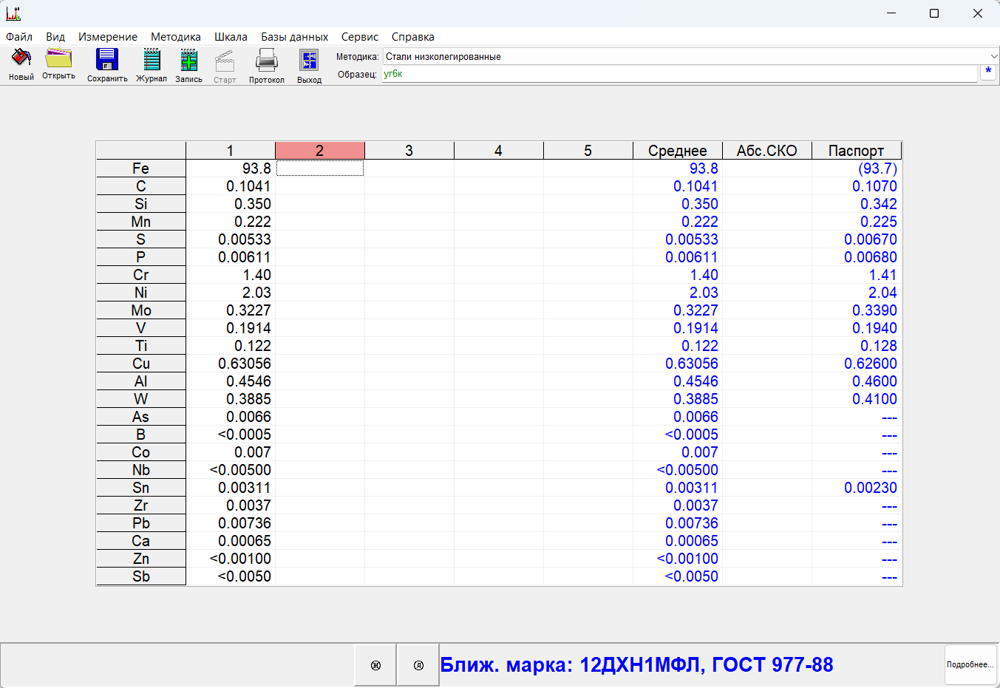 Файл Вид Измерение Методика Шкала Базы данных Сервис Справка
Новый Открыть Сохранить Журнал Запись Старт Протокол Выход
Методика: Стали низколегированные
Образец: уг6к *
1 2 3 4 5 Среднее Абс.СКО Паспорт
Fe 93.8 93.8 (93.7)
C 0.1041 0.1041 0.1070
Si 0.350 0.350 0.342
Mn 0.222 0.222 0.225
S 0.00533 0.00533 0.00670
P 0.00611 0.00611 0.00680
Cr 1.40 1.40 1.41
Ni 2.03 2.03 2.04
Mo 0.3227 0.3227 0.3390
V 0.1914 0.1914 0.1940
Ti 0.122 0.122 0.128
Cu 0.63056 0.63056 0.62600
Al 0.4546 0.4546 0.4600
W 0.3885 0.3885 0.4100
As 0.0066 0.0066 ---
B <0.0005 <0.0005 ---
Co 0.007 0.007 ---
Nb <0.00500 <0.00500 ---
Sn 0.00311 0.00311 0.00230
Zr 0.0037 0.0037 ---
Pb 0.00736 0.00736 ---
Ca 0.00065 0.00065 ---
Zn <0.00100 <0.00100 ---
Sb <0.0050 <0.0050 ---
Ж Л Ближ. марка: 12ДХН1МФЛ, ГОСТ 977-88 Подробнее...